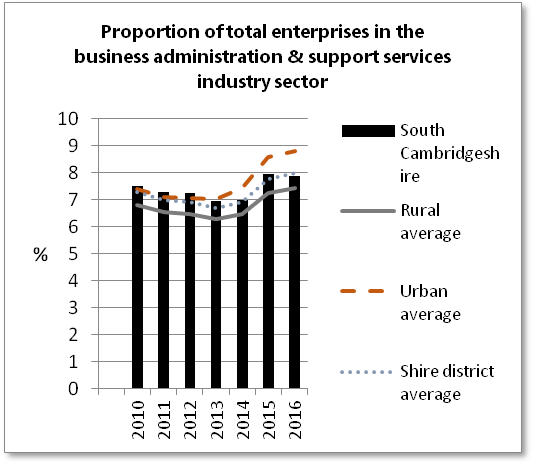 Proportion of total enterprises in the
business administration & support services
industry sector
10
9
8
7
6
5
4
3
2
1
0
%
2010
2011
2012
2013
2014
2015
2016
South
Cambridgesh
ire
Rural
average
Urban
average
Shire district
average